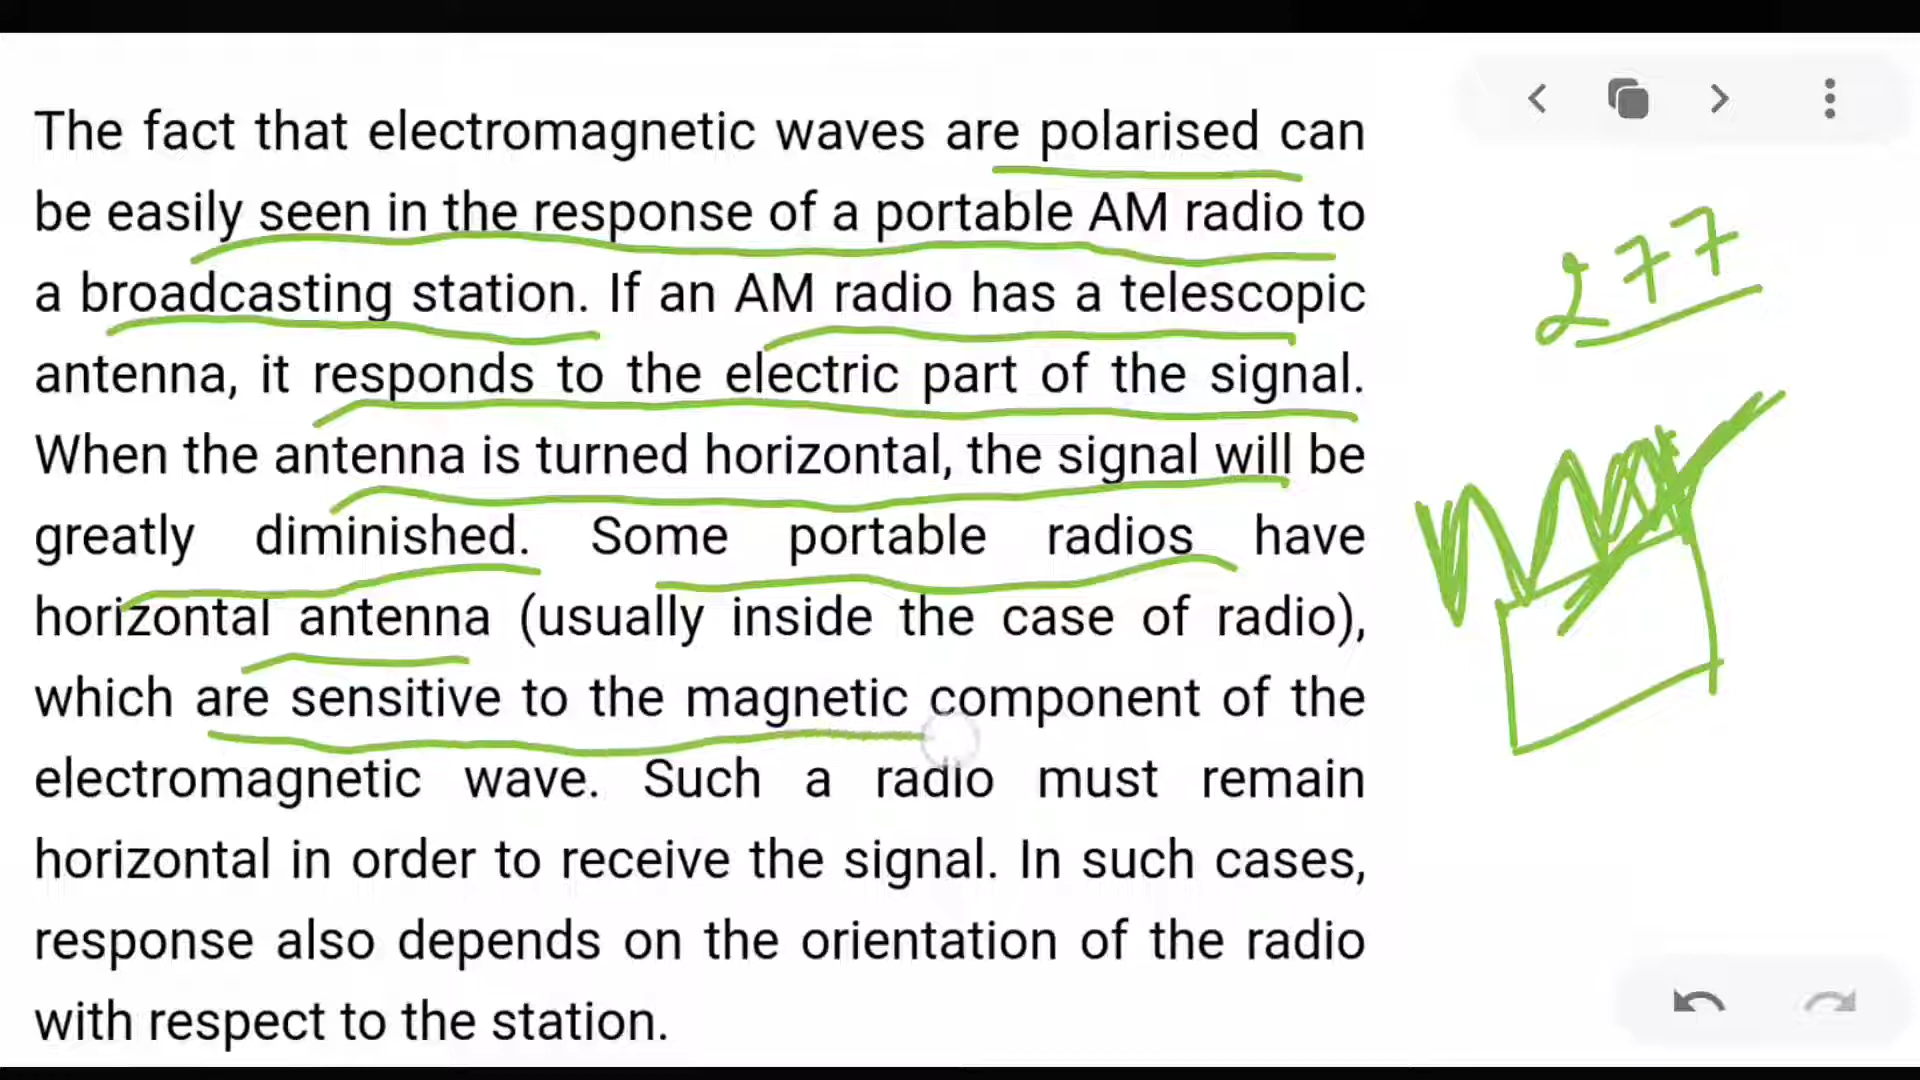 The fact that electromagnetic waves are polarised can
be easily seen in the response of a portable AM radio to
a broadcasting station. If an AM radio has a telescopic
antenna, it responds to the electric part of the signal.
When the antenna is turned horizontal, the signal will be
greatly diminished. Some portable radios have
horizontal antenna (usually inside the case of radio),
which are sensitive to the magnetic component of the
electromagnetic wave. Such a radio must remain
horizontal in order to receive the signal. In such cases,
response also depends on the orientation of the radio
with respect to the station.
277